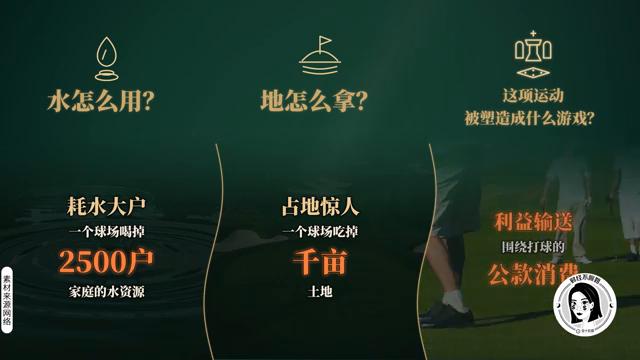 水怎么用？
地怎么拿？
这项运动
被塑造成什么游戏？
耗水大户
一个球场喝掉
2500户
家庭的水资源
占地惊人
一个球场吃掉
千亩
土地
利益输送
围绕打球的
公款消费
素材来源网络